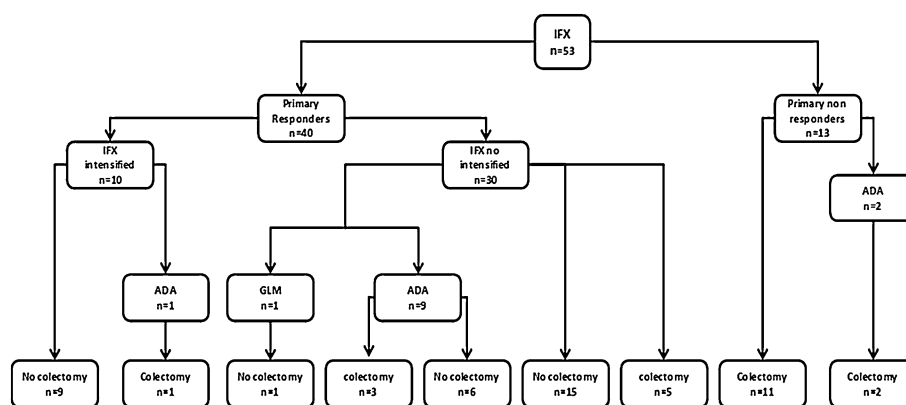 IFX
n=53
Primary
Responders
n=40
Primary non
responders
n=13
IFX
intensified
n=10
IFX no
intensified
n=30
ADA
n=2
ADA
n=1
GLM
n=1
ADA
n=9
No colectomy
n=9
Colectomy
n=1
No colectomy
n=1
colectomy
n=3
No colectomy
n=6
No colectomy
n=15
colectomy
n=5
Colectomy
n=11
Colectomy
n=2